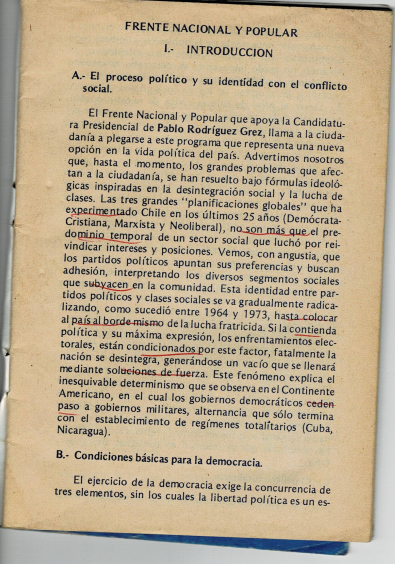 FRENTE NACIONAL Y POPULAR
I.- INTRODUCCION
A.- El proceso político y su identidad con el conflicto
social.
El Frente Nacional y Popular que apoya la Candidatu-
ra Presidencial de Pablo Rodríguez Grez, llama a la ciuda-
danía a plegarse a este programa que representa una nueva
opción en la vida política del país. Advertimos nosotros
que, hasta el momento, los grandes problemas que afec-
tan a la ciudadanía, se han resuelto bajo fórmulas ideoló-
gicas inspiradas en la desintegración social y la lucha de
clases. Las tres grandes "planificaciones globales" que ha
experimentado Chile en los últimos 25 años (Demócrata-
Cristiana, Marxista y Neoliberal), no son más que el pre-
dominio temporal de un sector social que luchó por rei-
vindicar intereses y posiciones. Vemos, con angustia, que
los partidos políticos apuntan sus preferencias y buscan
adhesión, interpretando los diversos segmentos sociales
que subyacen en la comunidad. Esta identidad entre par-
tidos políticos y clases sociales se va gradualmente radica-
lizando, como sucedió entre 1964 y 1973, hasta colocar
al país al borde mismo de la lucha fratricida. Si la contienda
política y su máxima expresión, los enfrentamientos elec-
torales, están condicionados por este factor, fatalmente la
nación se desintegra, generándose un vacío que se llenará
mediante soluciones de fuerza. Este fenómeno explica el
inesquivable determinismo que se observa en el Continente
Americano, en el cual los gobiernos democráticos ceden
paso a gobiernos militares, alternancia que sólo termina
con el establecimiento de regímenes totalitarios (Cuba,
Nicaragua).
B.- Condiciones básicas para la democracia.
El ejercicio de la democracia exige la concurrencia de
tres elementos, sin los cuales la libertad política es un es-